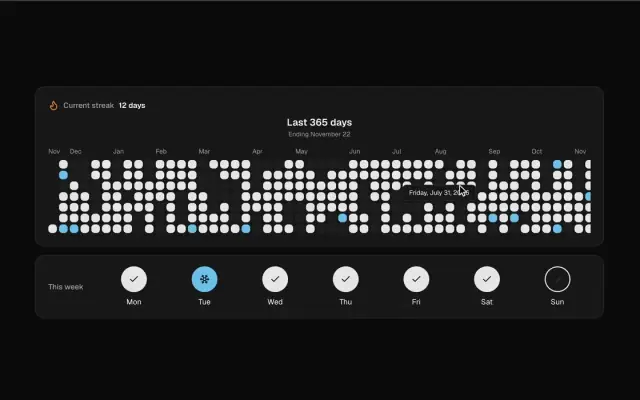 Current streak 12 days
Last 365 days
Ending November 22
Nov Dec Jan Feb Mar Apr May Jun Jul Aug Sep Oct Nov
Friday, July 31,
This week
Mon Tue Wed Thu Fri Sat Sun